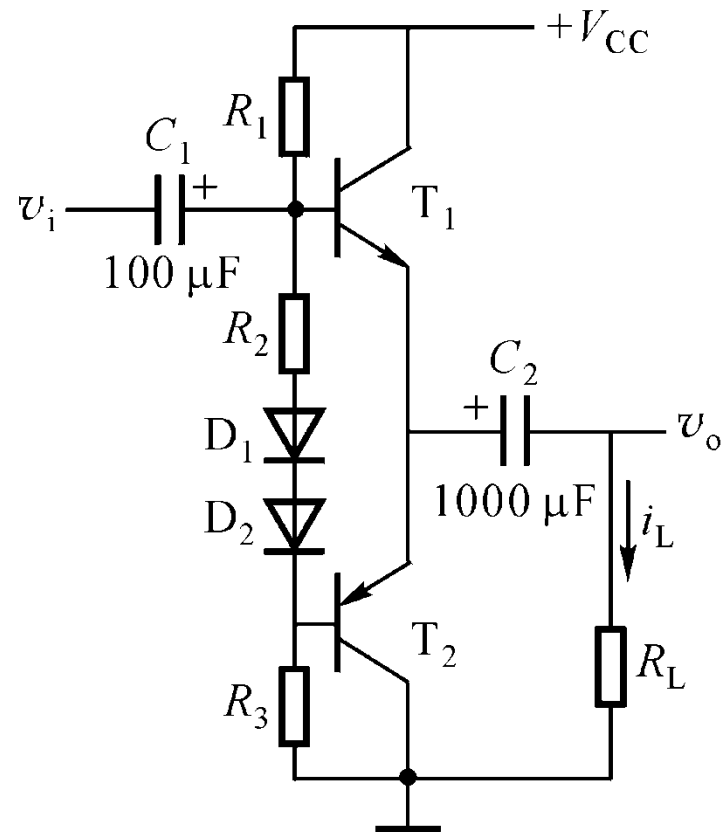 +V_CC
R_1
C_1
+
T_1
v_i
100 μF
R_2
C_2
+
v_o
D_1
1000 μF
D_2
i_L
T_2
R_L
R_3